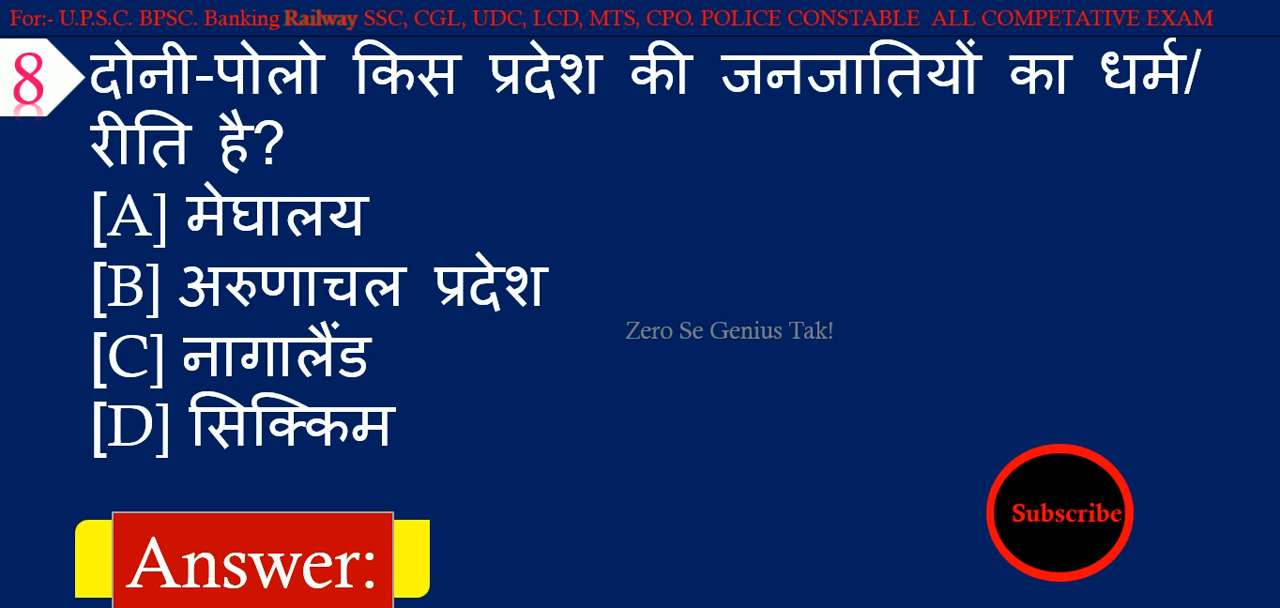 For:- U.P.S.C. BPSC. Banking Railway SSC, CGL, UDC, LCD, MTS, CPO. POLICE CONSTABLE ALL COMPETATIVE EXAM
8 दोनी-पोलो किस प्रदेश की जनजातियों का धर्म/
रीति है?
[A] मेघालय
[B] अरुणाचल प्रदेश
Zero Se Genius Tak!
[C] नागालैंड
[D] सिक्किम
Subscribe
Answer: